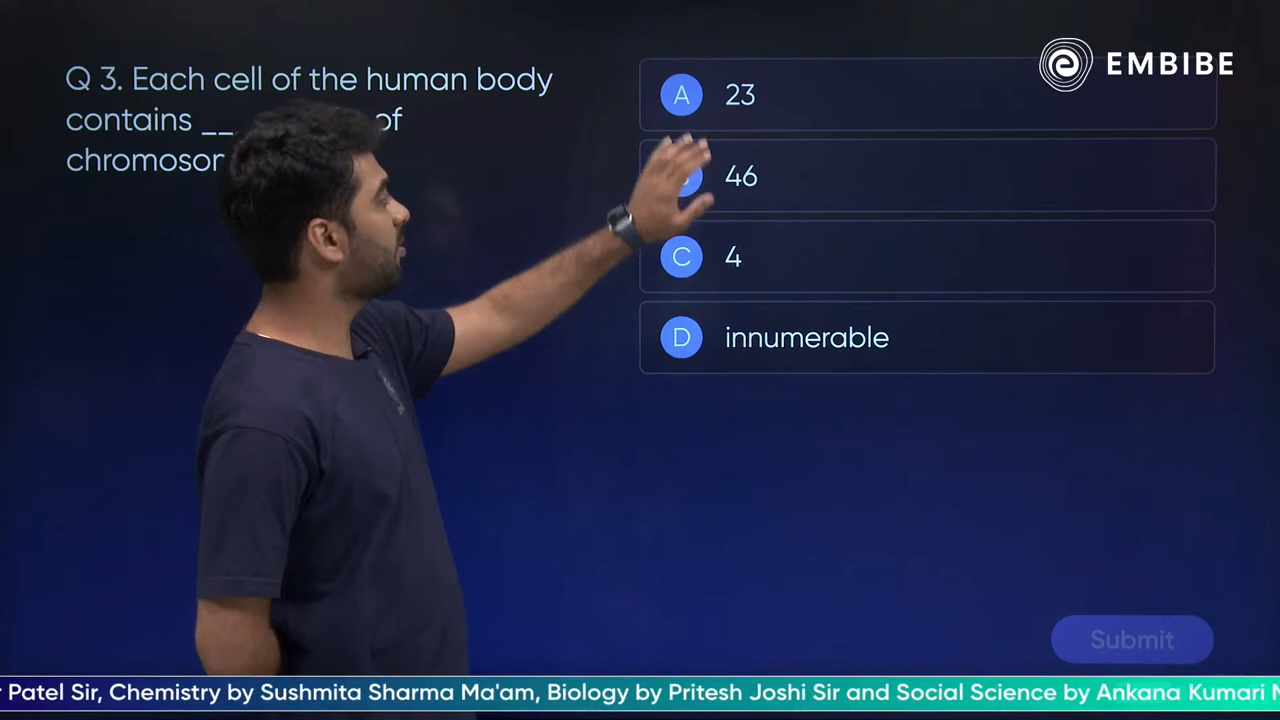 Q 3. Each cell of the human body
contains __ of
A 23
46
C 4
D innumerable
EMBIBE
Submit
Patel Sir, Chemistry by Sushmita Sharma Ma'am, Biology by Pritesh Joshi Sir and Social Science by Ankana Kumari